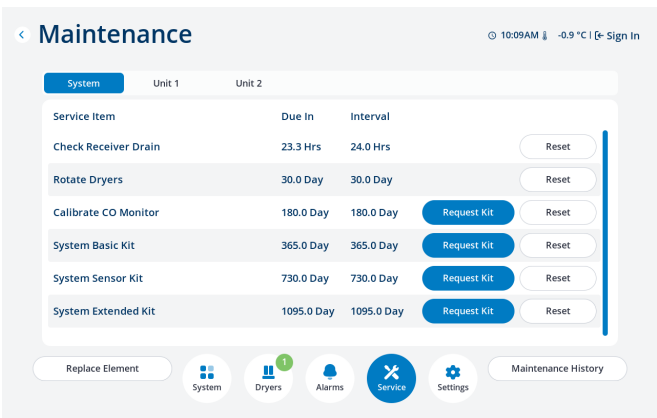 Maintenance
10:09AM -0.9 °C | Sign In
System Unit 1 Unit 2
Service Item Due In Interval
Check Receiver Drain 23.3 Hrs 24.0 Hrs Reset
Rotate Dryers 30.0 Day 30.0 Day Reset
Calibrate CO Monitor 180.0 Day 180.0 Day Request Kit Reset
System Basic Kit 365.0 Day 365.0 Day Request Kit Reset
System Sensor Kit 730.0 Day 730.0 Day Request Kit Reset
System Extended Kit 1095.0 Day 1095.0 Day Request Kit Reset
Replace Element
System
1
Dryers
Alarms
Service
Settings
Maintenance History